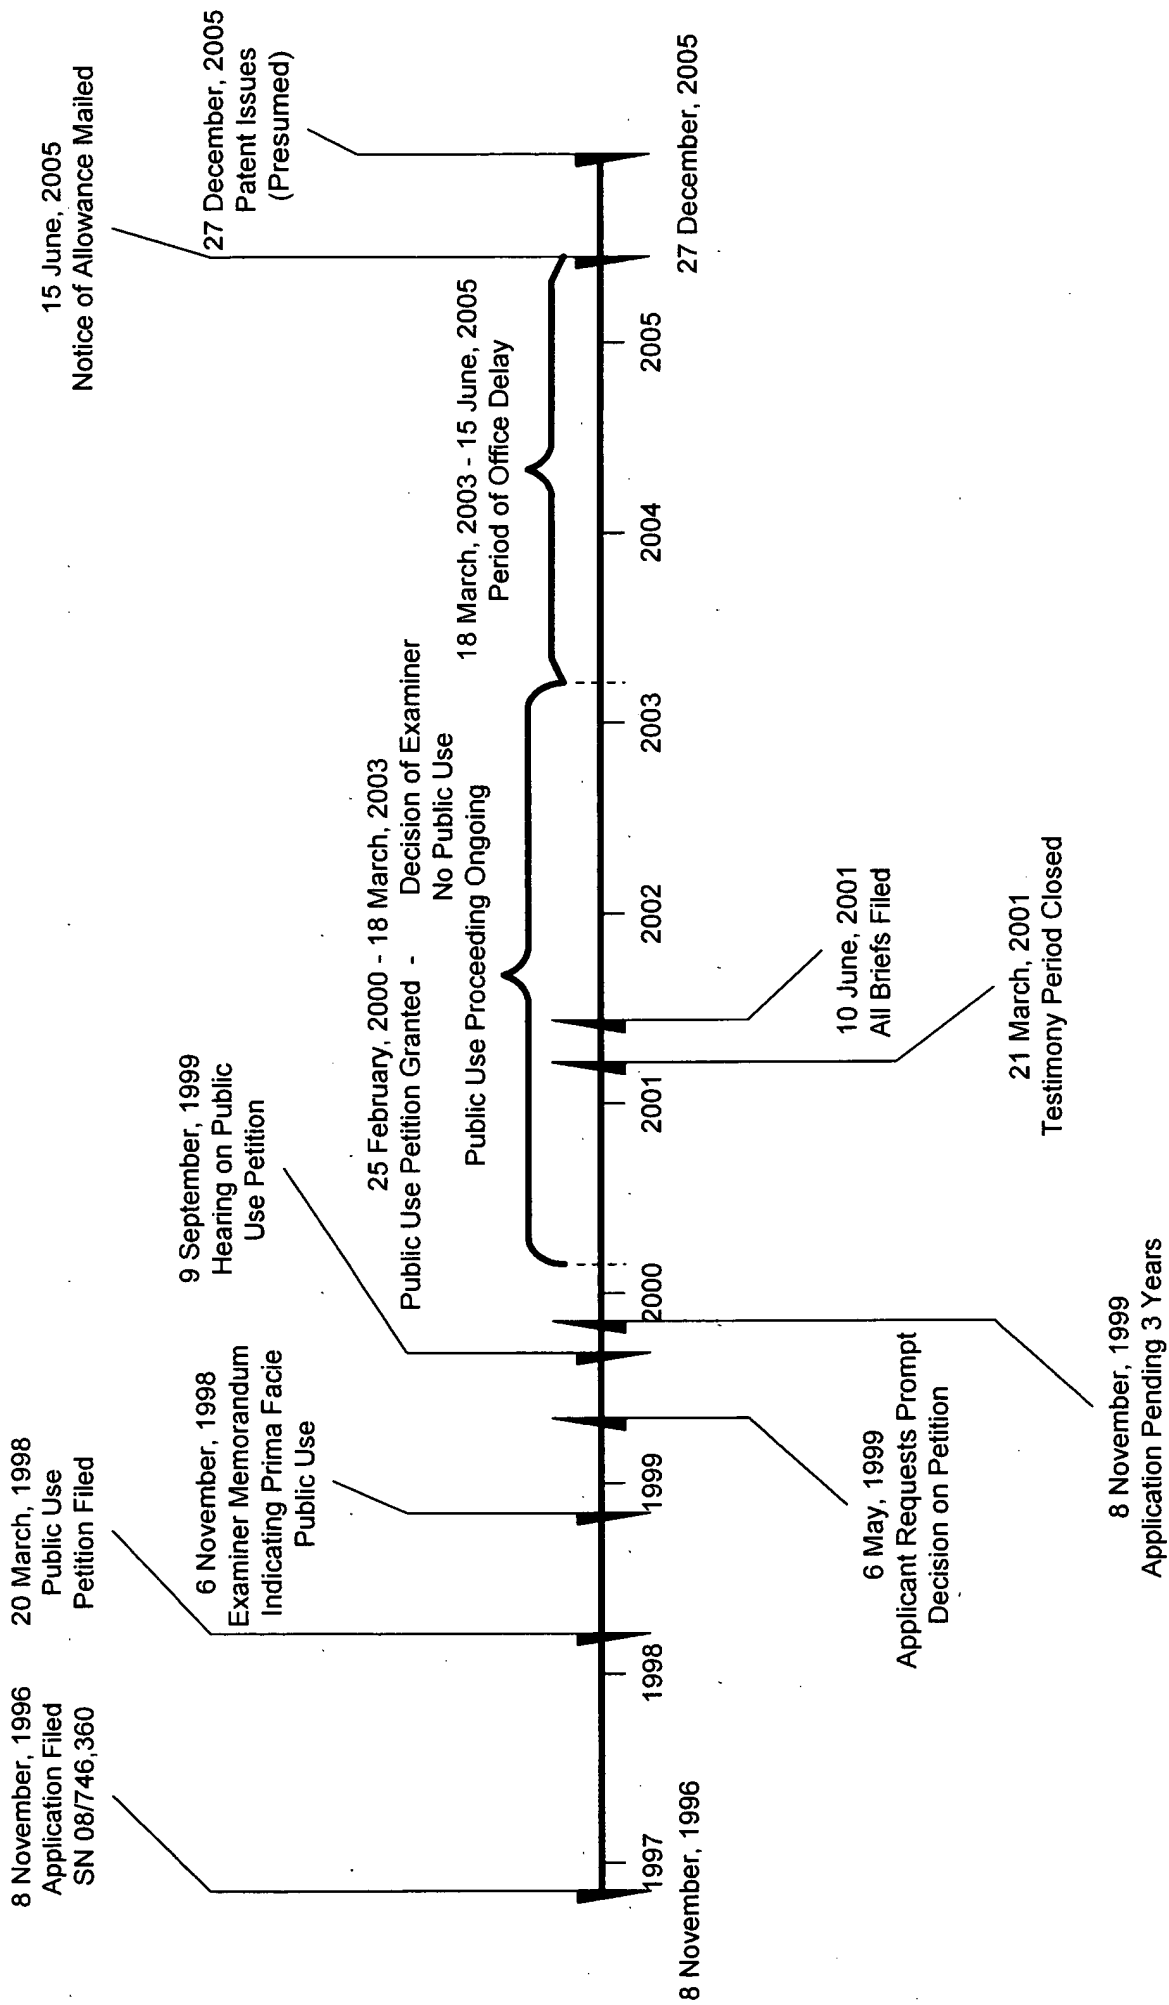 8 November, 1996
Application Filed
SN 08/746,360
20 March, 1998
Public Use
Petition Filed
6 November, 1998
Examiner Memorandum
Indicating Prima Facie
Public Use
9 September, 1999
Hearing on Public
Use Petition
25 February, 2000 - 18 March, 2003
Public Use Petition Granted - Decision of Examiner
No Public Use
Public Use Proceeding Ongoing
18 March, 2003 - 15 June, 2005
Period of Office Delay
15 June, 2005
Notice of Allowance Mailed
27 December, 2005
Patent Issues
(Presumed)
1997
1998
1999
2000
2001
2002
2003
2004
2005
8 November, 1996
27 December, 2005
6 May, 1999
Applicant Requests Prompt
Decision on Petition
8 November, 1999
Application Pending 3 Years
21 March, 2001
Testimony Period Closed
10 June, 2001
All Briefs Filed